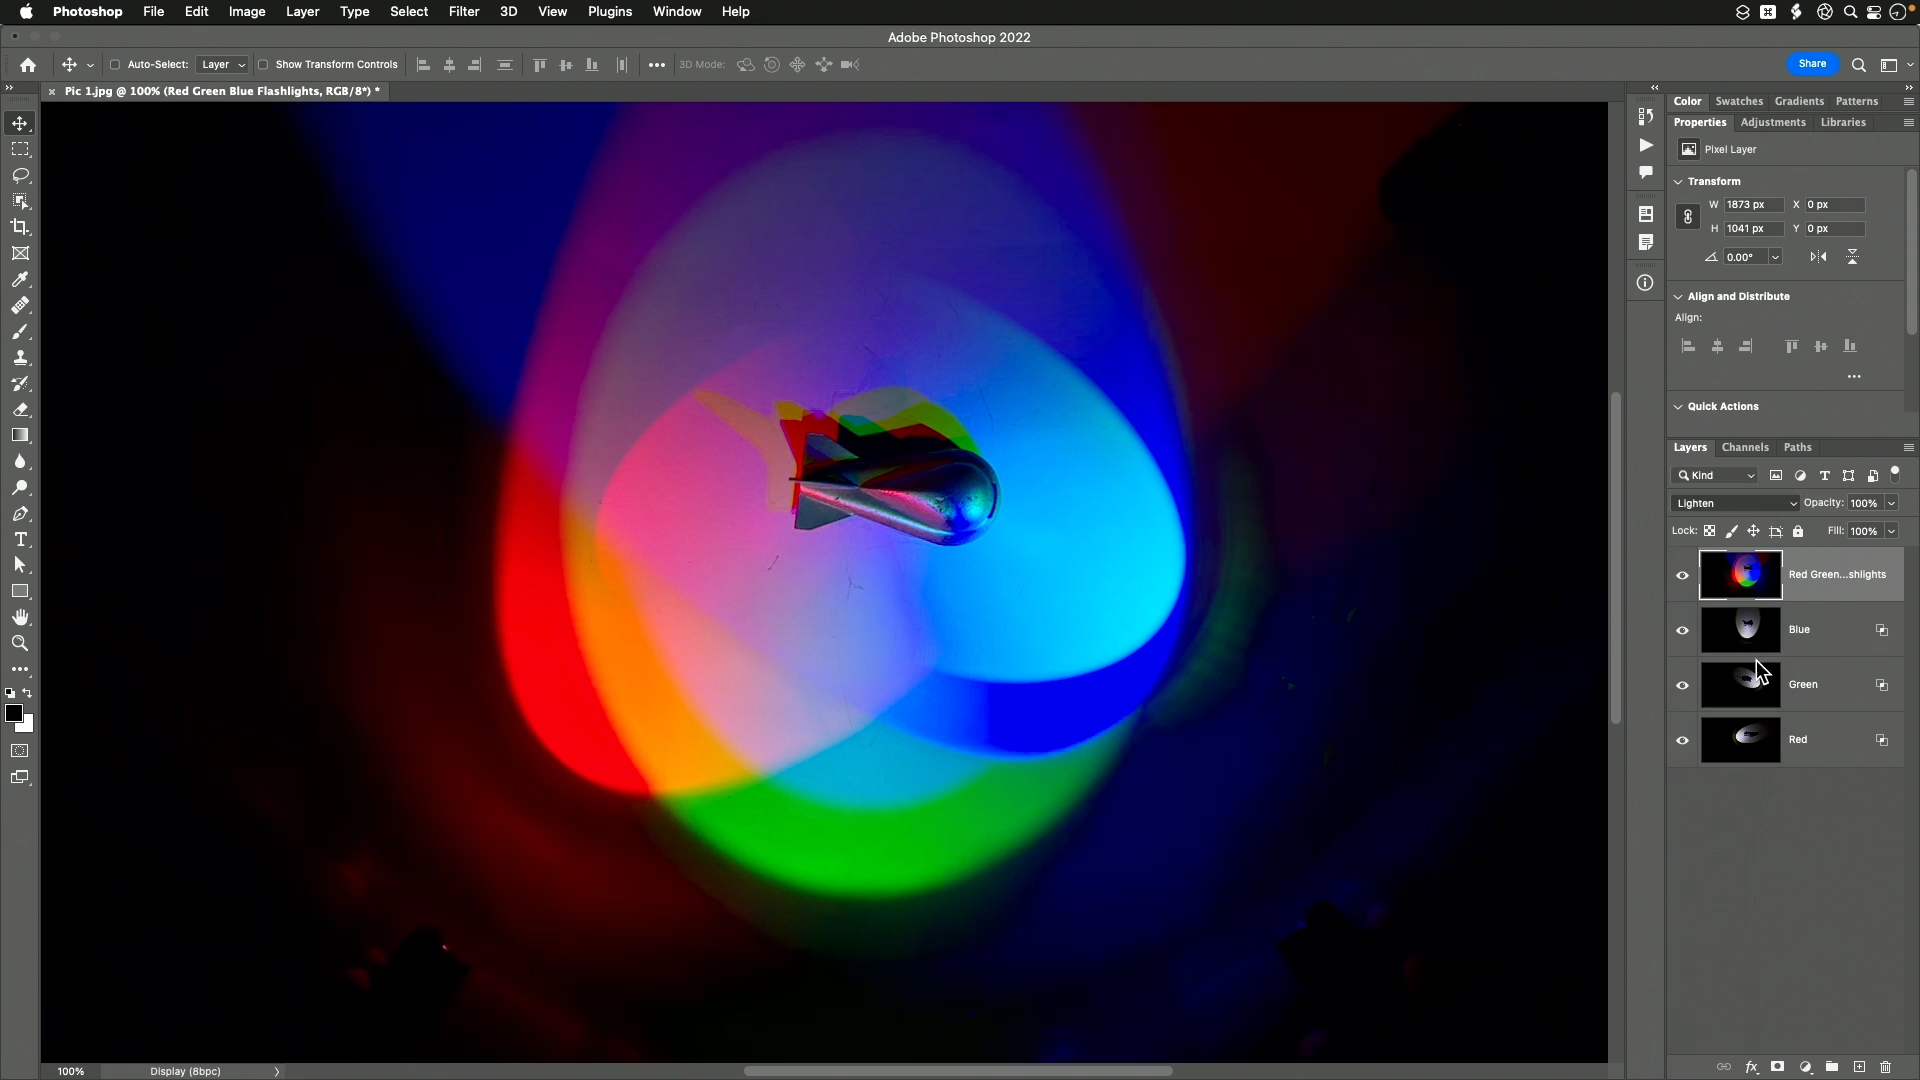 Photoshop File Edit Image Layer Type Select Filter 3D View Plugins Window Help
Adobe Photoshop 2022
Auto-Select: Layer Show Transform Controls 3D Mode: Share
Pic 1.jpg @ 100% (Red Green Blue Flashlights, RGB/8*) *
Color Swatches Gradients Patterns
Properties Adjustments Libraries
Pixel Layer
Transform
W 1873 px X 0 px
H 1041 px Y 0 px
0.00°
Align and Distribute
Align:
Quick Actions
Layers Channels Paths
Kind
Lighten Opacity: 100%
Lock: Fill: 100%
Red Green...shlights
Blue
Green
Red
100% Display (8bpc)